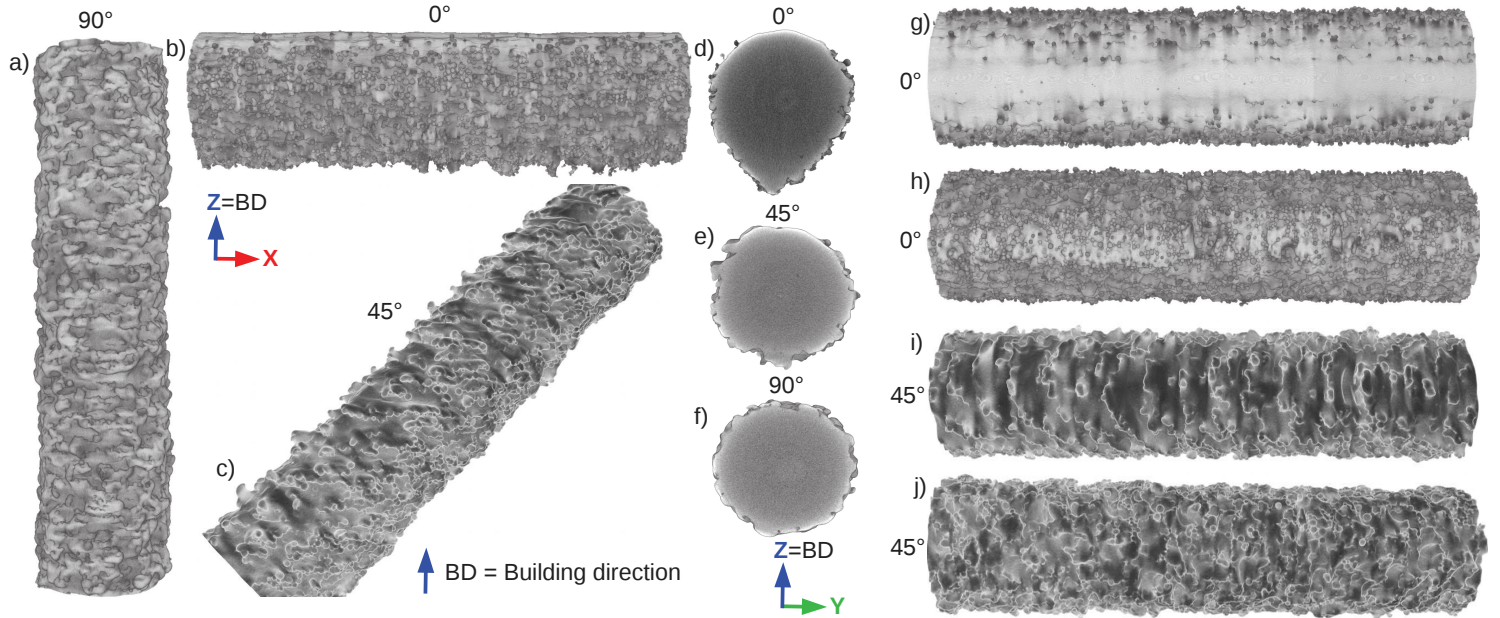 90°
a)
0°
b)
Z=BD
X
45°
c)
BD = Building direction
0°
d)
45°
e)
90°
f)
Z=BD
Y
g)
0°
h)
0°
i)
45°
j)
45°